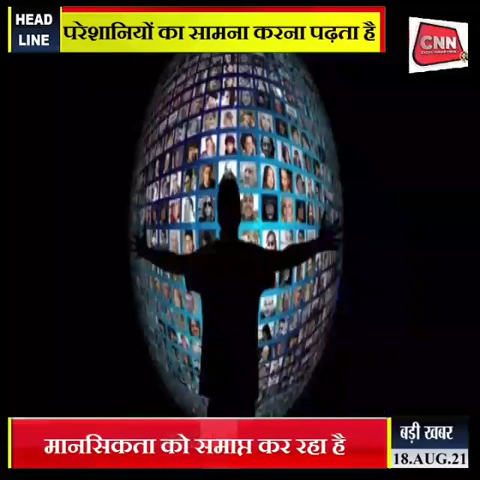 HEAD
LINE
परेशानियों का सामना करना पढ़ता है
CNN
मानसिकता को समाप्त कर रहा है
बड़ी खबर
18.AUG.21